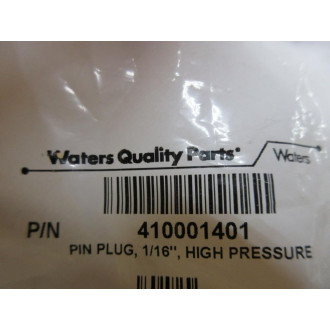 Waters Quality Parts® Waters
P/N 410001401
PIN PLUG, 1/16", HIGH PRESSURE